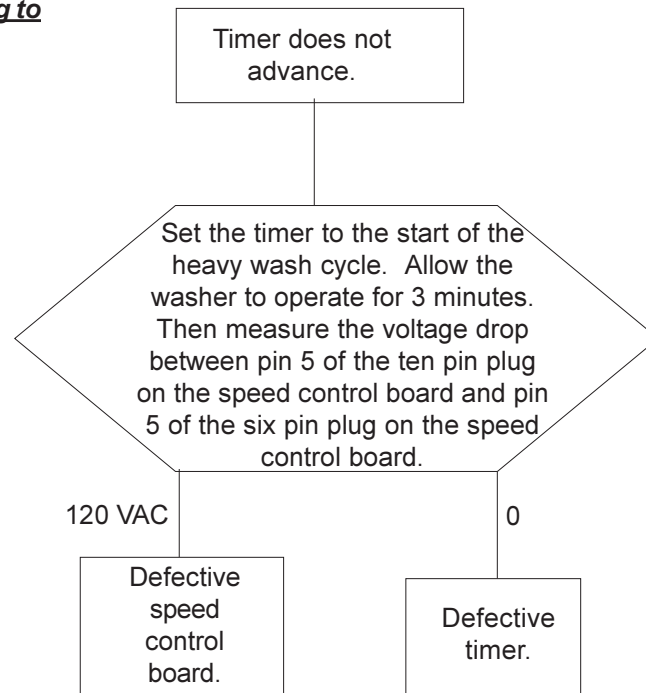 g to
Timer does not
advance.
Set the timer to the start of the
heavy wash cycle. Allow the
washer to operate for 3 minutes.
Then measure the voltage drop
between pin 5 of the ten pin plug
on the speed control board and pin
5 of the six pin plug on the speed
control board.
120 VAC
0
Defective
speed
control
board.
Defective
timer.